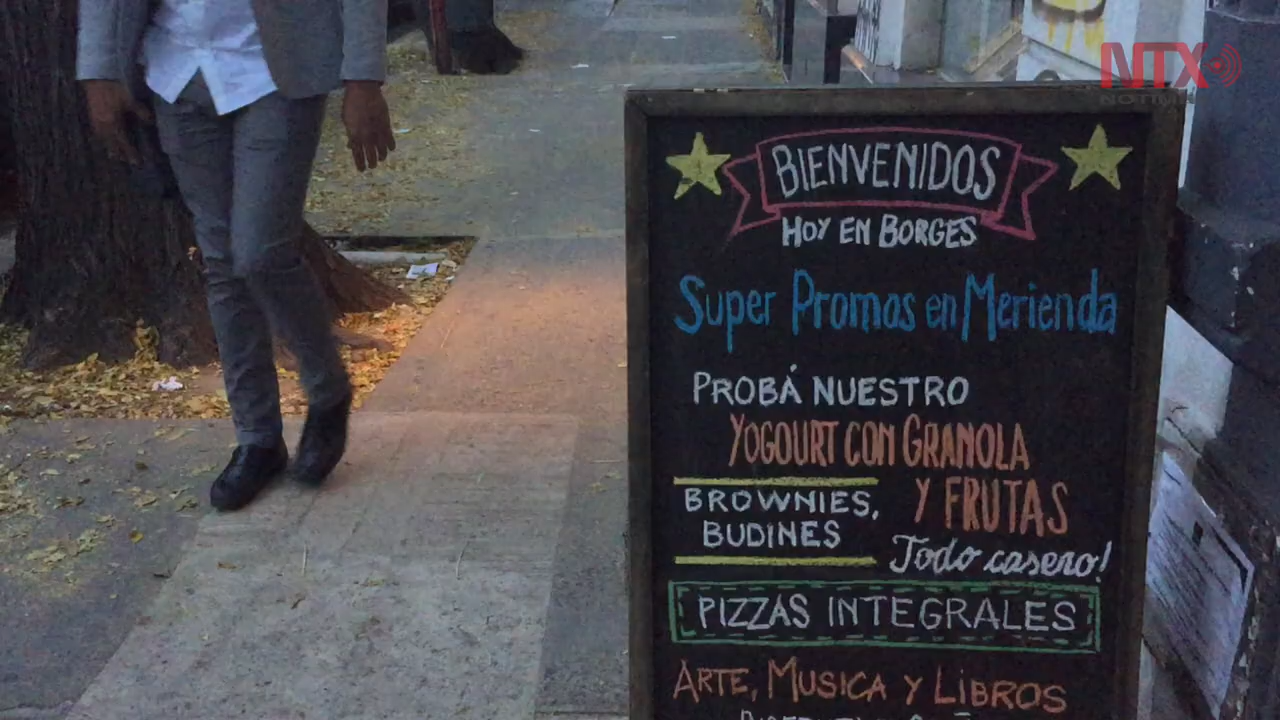 NTX
BIENVENIDOS
HOY EN BORGES
Super Promos en Merienda
PROBÁ NUESTRO
YOGOURT CON GRANOLA
Y FRUTAS
BROWNIES,
BUDINES
Todo casero!
PIZZAS INTEGRALES
ARTE, MUSICA Y LIBROS